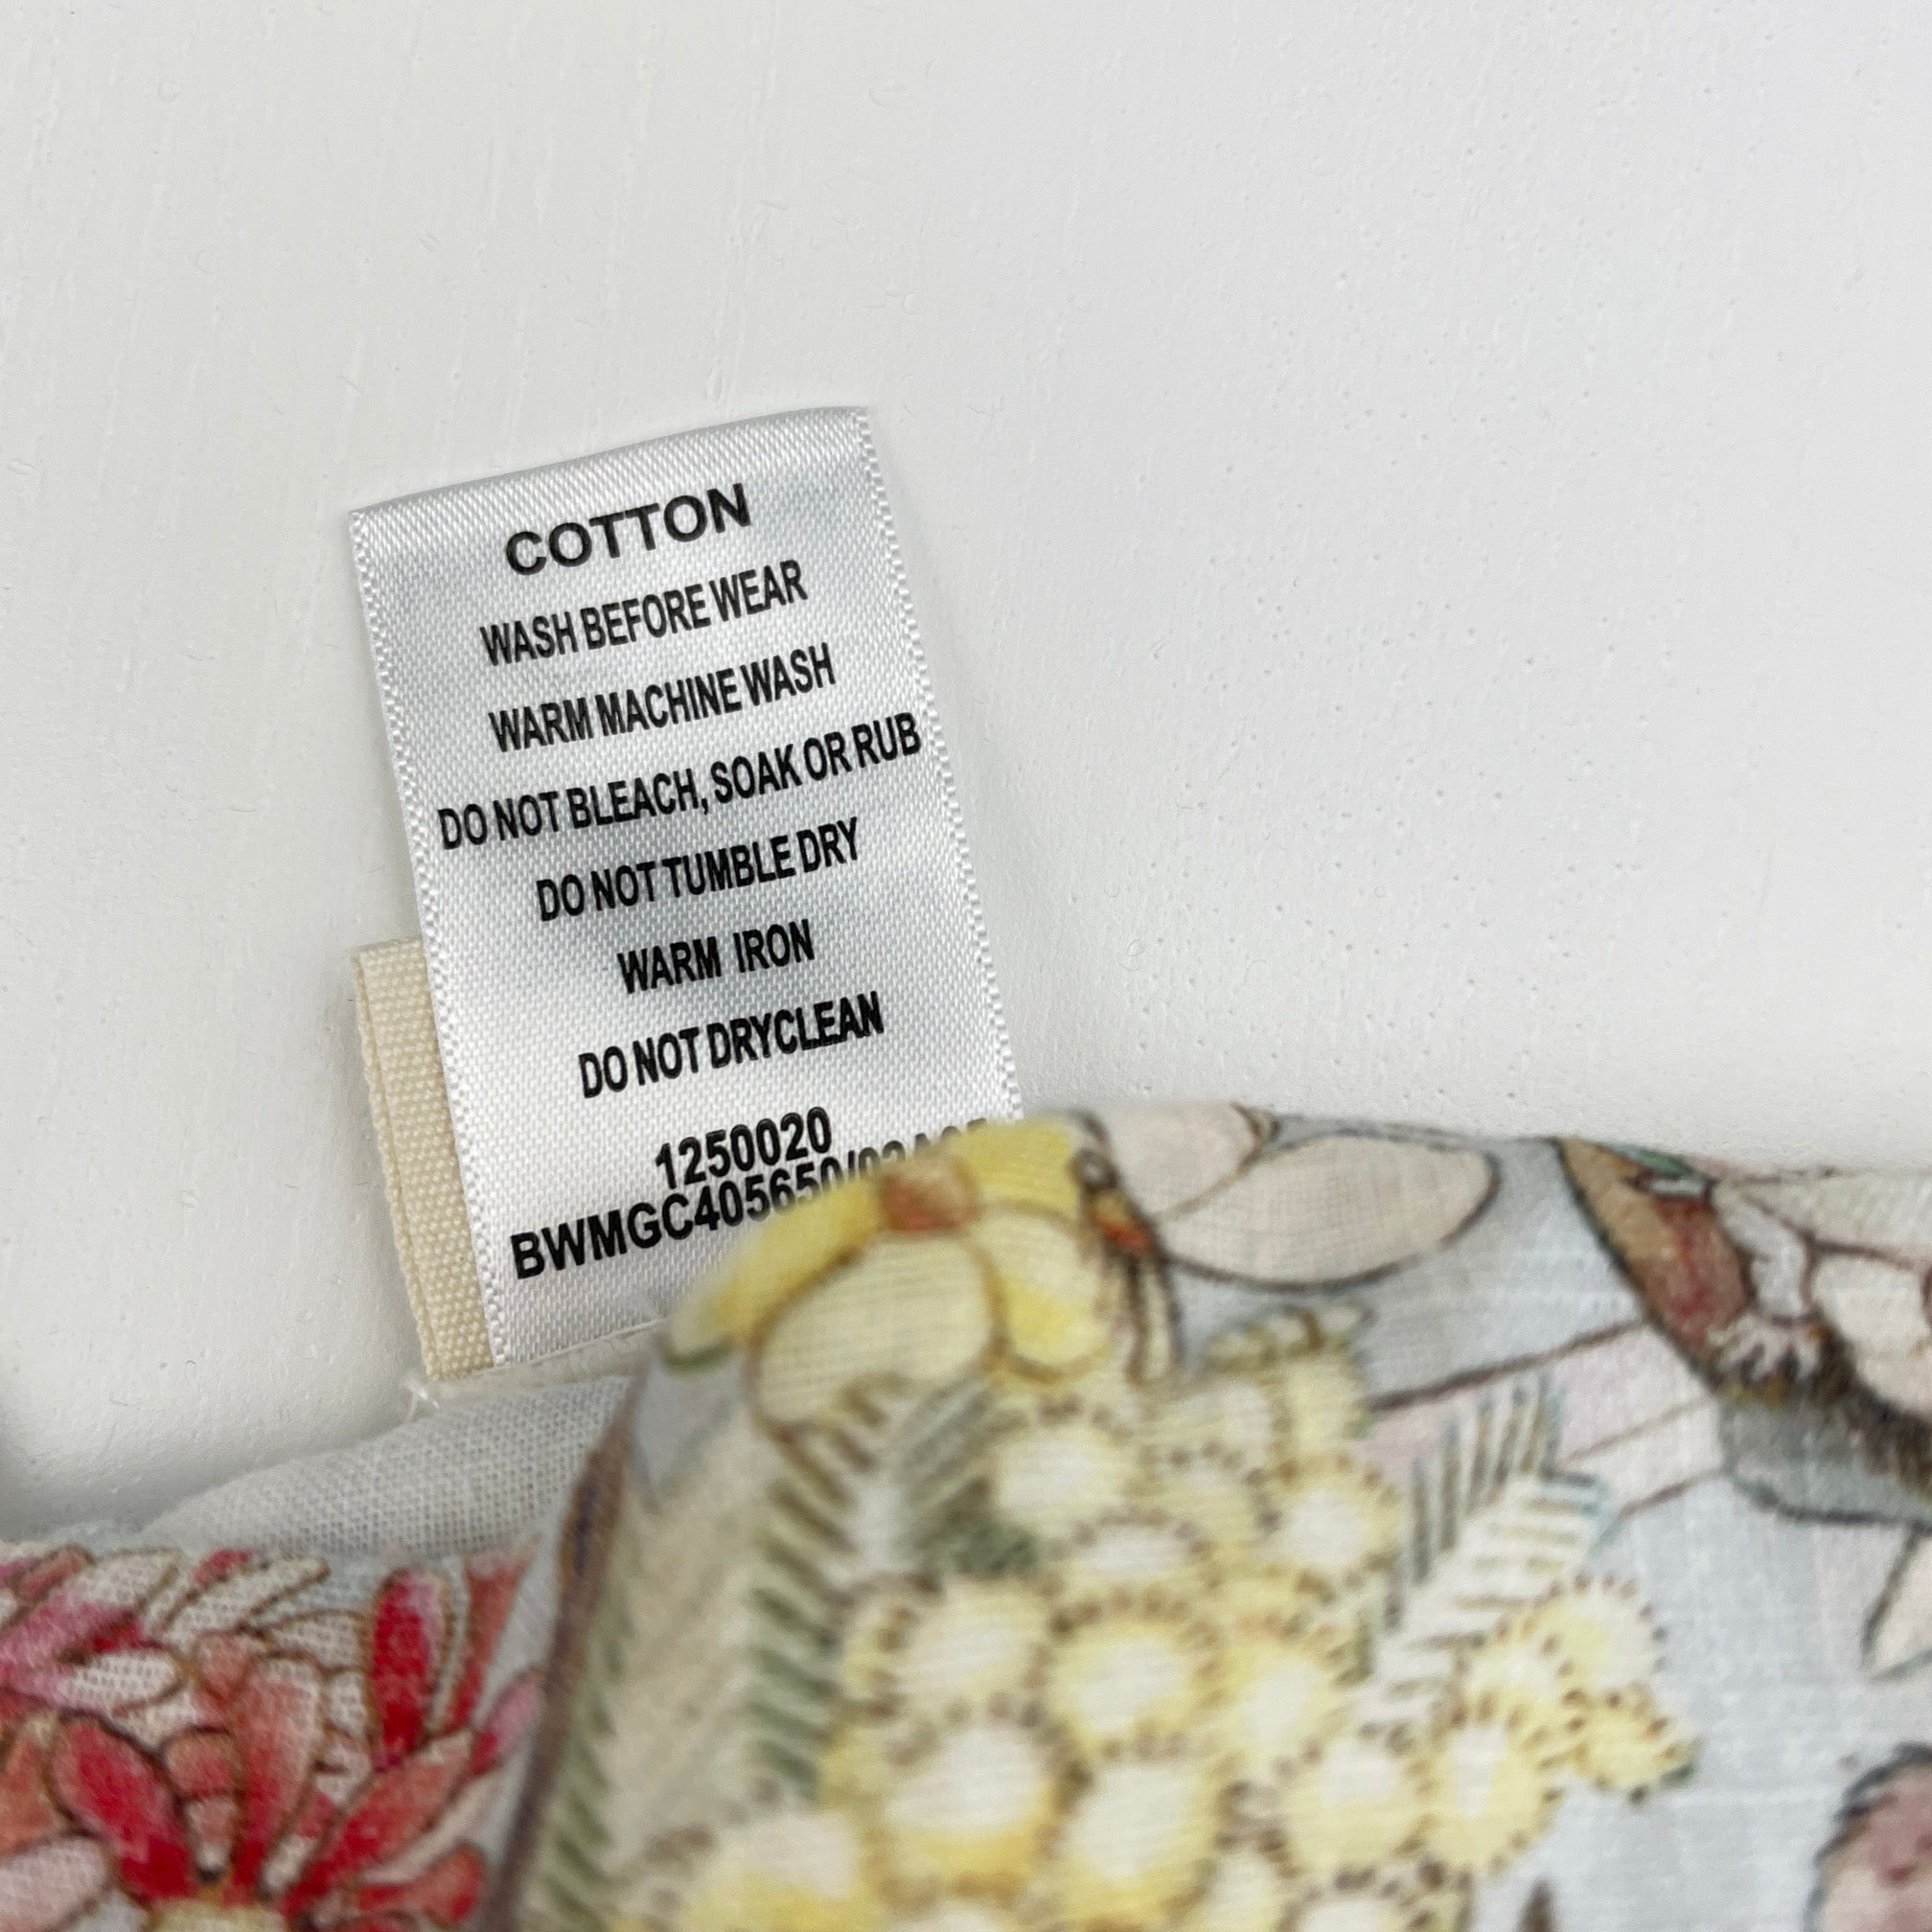 COTTON
WASH BEFORE WEAR
WARM MACHINE WASH
DO NOT BLEACH, SOAK OR RUB
DO NOT TUMBLE DRY
WARM IRON
DO NOT DRYCLEAN
1250020